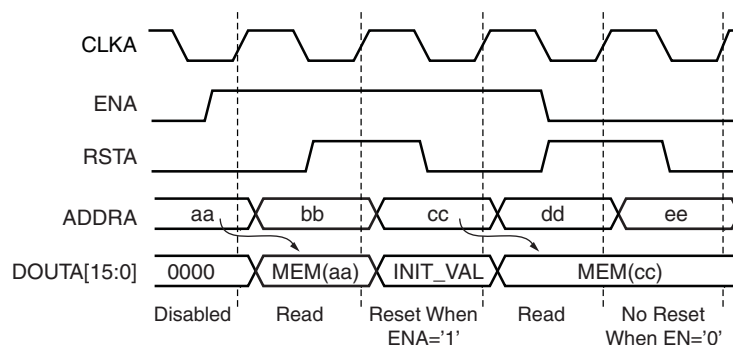 CLKA
ENA
RSTA
ADDRA aa bb cc dd ee
DOUTA[15:0] 0000 MEM(aa) INIT_VAL MEM(cc)
Disabled Read Reset When Read No Reset
ENA='1' When EN='0'